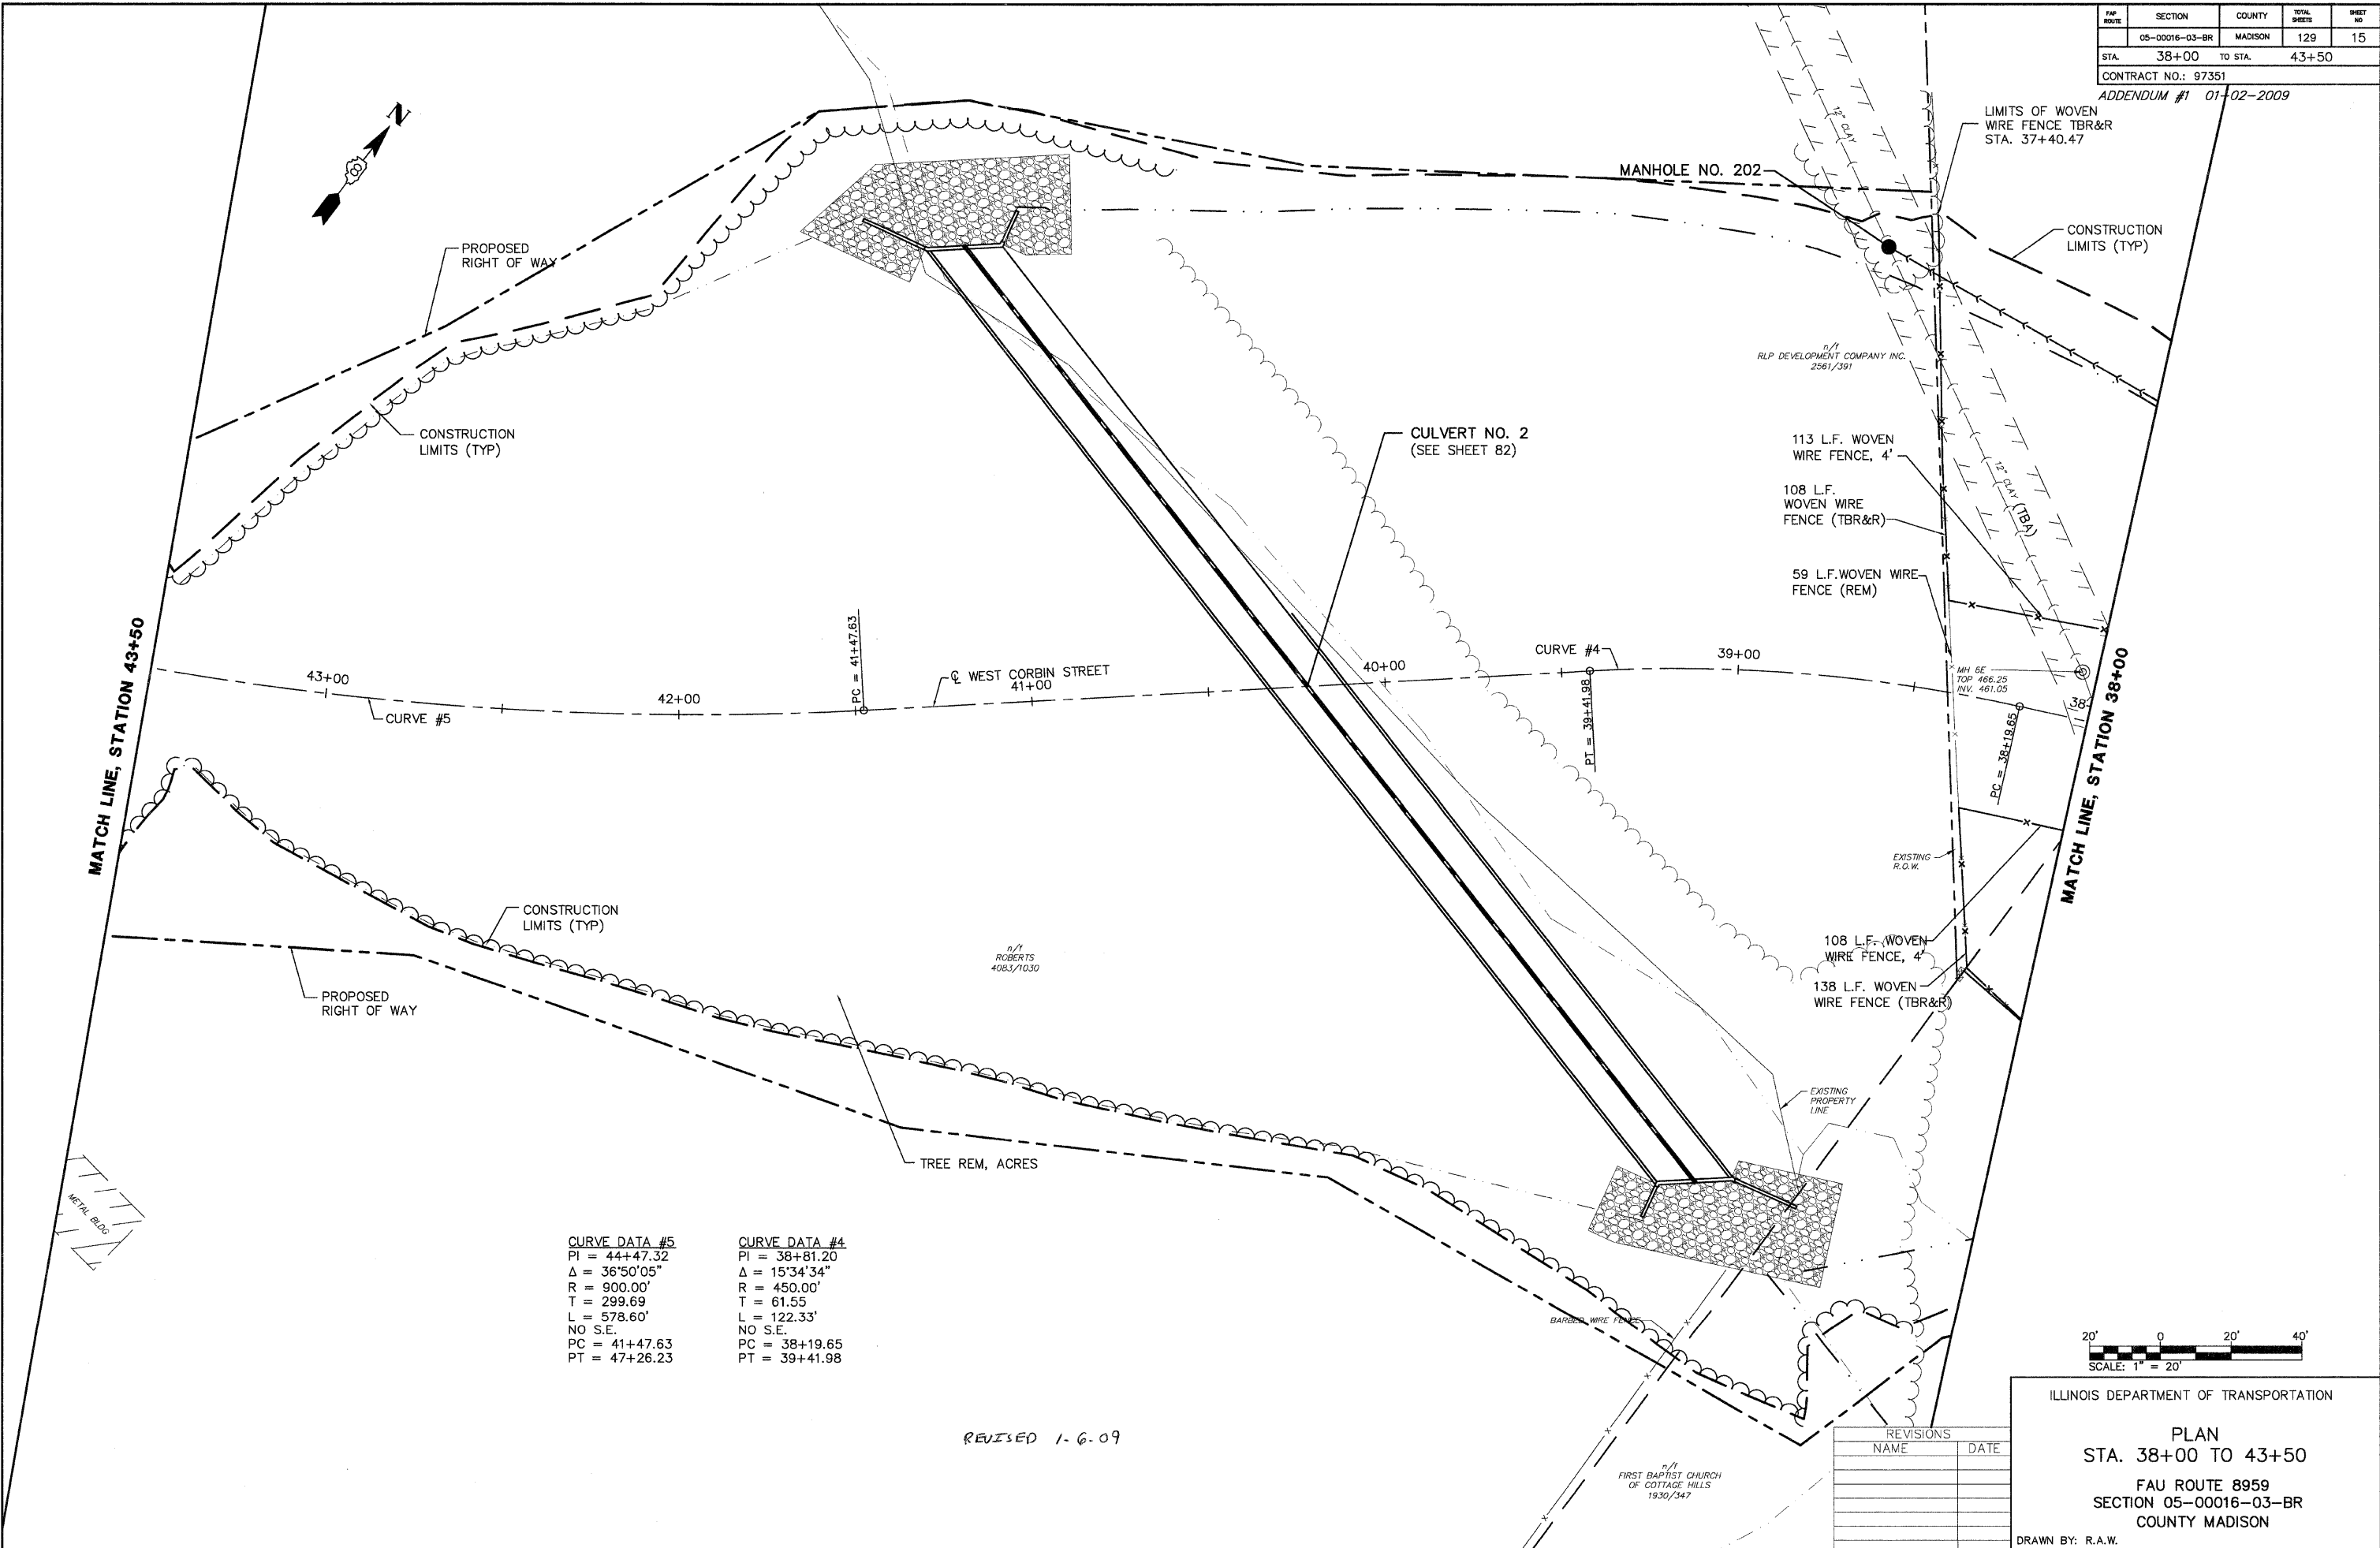 FAP ROUTE SECTION COUNTY TOTAL SHEETS SHEET NO
05-00016-03-BR MADISON 129 15
STA. 38+00 TO STA. 43+50
CONTRACT NO.: 97351
ADDENDUM #1 01-02-2009
LIMITS OF WOVEN
WIRE FENCE TBR&R
STA. 37+40.47
12" CLAY
N
MANHOLE NO. 202
CONSTRUCTION
LIMITS (TYP)
PROPOSED
RIGHT OF WAY
n/f
RLP DEVELOPMENT COMPANY INC.
2561/391
CONSTRUCTION
LIMITS (TYP)
CULVERT NO. 2
(SEE SHEET 82)
113 L.F. WOVEN
WIRE FENCE, 4'
12" CLAY (TBA)
108 L.F.
WOVEN WIRE
FENCE (TBR&R)
59 L.F. WOVEN WIRE
FENCE (REM)
MATCH LINE, STATION 43+50
43+00
CURVE #5
42+00
PC = 41+47.63
℄ WEST CORBIN STREET
41+00
40+00
CURVE #4
PT = 39+41.98
39+00
MH 6E
TOP 466.25
INV. 461.05
38
PC = 38+19.65
MATCH LINE, STATION 38+00
EXISTING
R.O.W.
CONSTRUCTION
LIMITS (TYP)
n/f
ROBERTS
4083/1030
108 L.F. WOVEN
WIRE FENCE, 4'
138 L.F. WOVEN
WIRE FENCE (TBR&R)
PROPOSED
RIGHT OF WAY
EXISTING
PROPERTY
LINE
TREE REM, ACRES
METAL BLDG
CURVE DATA #5
PI = 44+47.32
Δ = 36°50'05"
R = 900.00'
T = 299.69
L = 578.60'
NO S.E.
PC = 41+47.63
PT = 47+26.23
CURVE DATA #4
PI = 38+81.20
Δ = 15°34'34"
R = 450.00'
T = 61.55
L = 122.33'
NO S.E.
PC = 38+19.65
PT = 39+41.98
BARBED WIRE FENCE
20' 0 20' 40'
SCALE: 1" = 20'
REVISED 1-6-09
n/f
FIRST BAPTIST CHURCH
OF COTTAGE HILLS
1930/347
REVISIONS
NAME DATE
ILLINOIS DEPARTMENT OF TRANSPORTATION
PLAN
STA. 38+00 TO 43+50
FAU ROUTE 8959
SECTION 05-00016-03-BR
COUNTY MADISON
DRAWN BY: R.A.W.